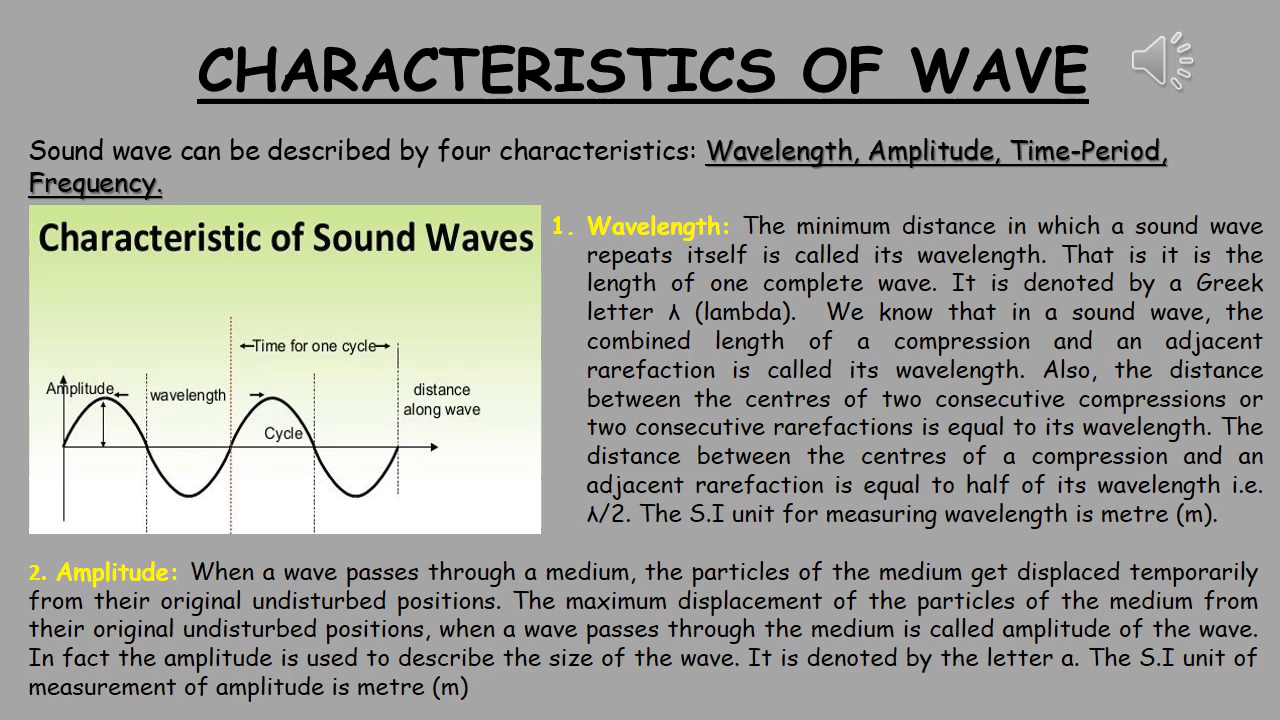 CHARACTERISTICS OF WAVE
Sound wave can be described by four characteristics: Wavelength, Amplitude, Time-Period,
Frequency.
Characteristic of Sound Waves
Time for one cycle
Amplitude
wavelength
distance
along wave
Cycle
1. Wavelength: The minimum distance in which a sound wave
repeats itself is called its wavelength. That is it is the
length of one complete wave. It is denoted by a Greek
letter λ (lambda). We know that in a sound wave, the
combined length of a compression and an adjacent
rarefaction is called its wavelength. Also, the distance
between the centres of two consecutive compressions or
two consecutive rarefactions is equal to its wavelength. The
distance between the centres of a compression and an
adjacent rarefaction is equal to half of its wavelength i.e.
λ/2. The S.I unit for measuring wavelength is metre (m).
2. Amplitude: When a wave passes through a medium, the particles of the medium get displaced temporarily
from their original undisturbed positions. The maximum displacement of the particles of the medium from
their original undisturbed positions, when a wave passes through the medium is called amplitude of the wave.
In fact the amplitude is used to describe the size of the wave. It is denoted by the letter a. The S.I unit of
measurement of amplitude is metre (m)